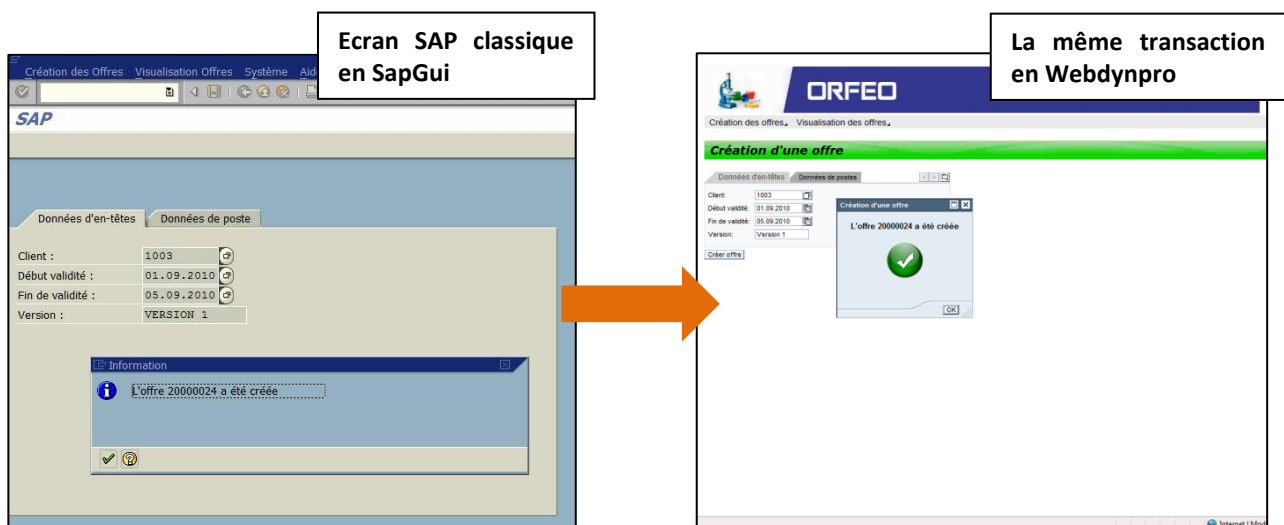 Ecran SAP classique
en SapGui
Création des Offres Visualisation Offres Système
SAP
Données d'en-têtes Données de poste
Client : 1003
Début validité : 01.09.2010
Fin de validité : 05.09.2010
Version : VERSION 1
Information
L'offre 20000024 a été créée
La même transaction
en Webdynpro
ORFEO
Création des offres Visualisation des offres
Création d'une offre
Données d'en-têtes Données de postes
Client: 1003
Début validité: 01.09.2010
Fin de validité: 05.09.2010
Version: Version 1
Créer offre
Création d'une offre
L'offre 20000024 a été créée
OK
Internet | Mod